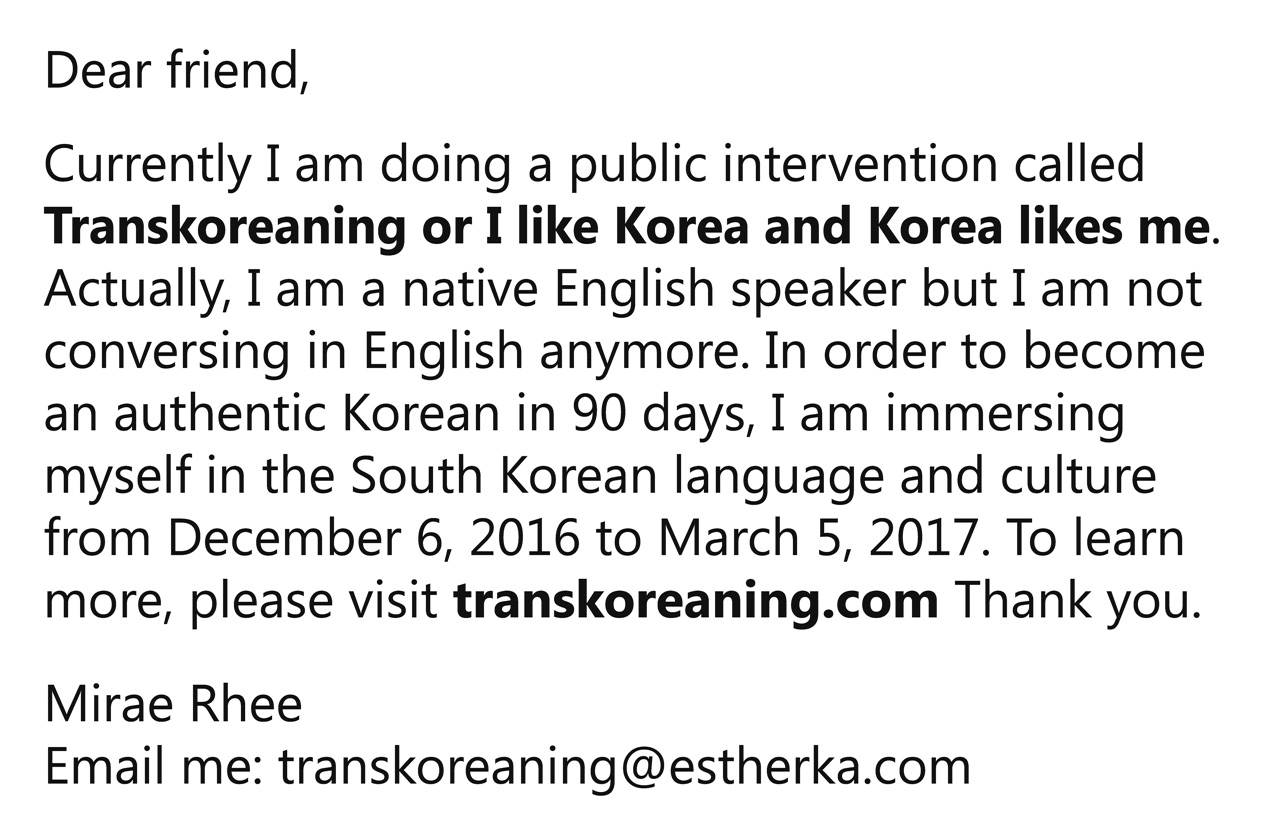 Dear friend,
Currently I am doing a public intervention called
Transkoreaning or I like Korea and Korea likes me.
Actually, I am a native English speaker but I am not
conversing in English anymore. In order to become
an authentic Korean in 90 days, I am immersing
myself in the South Korean language and culture
from December 6, 2016 to March 5, 2017. To learn
more, please visit transkoreaning.com Thank you.
Mirae Rhee
Email me: transkoreaning@estherka.com